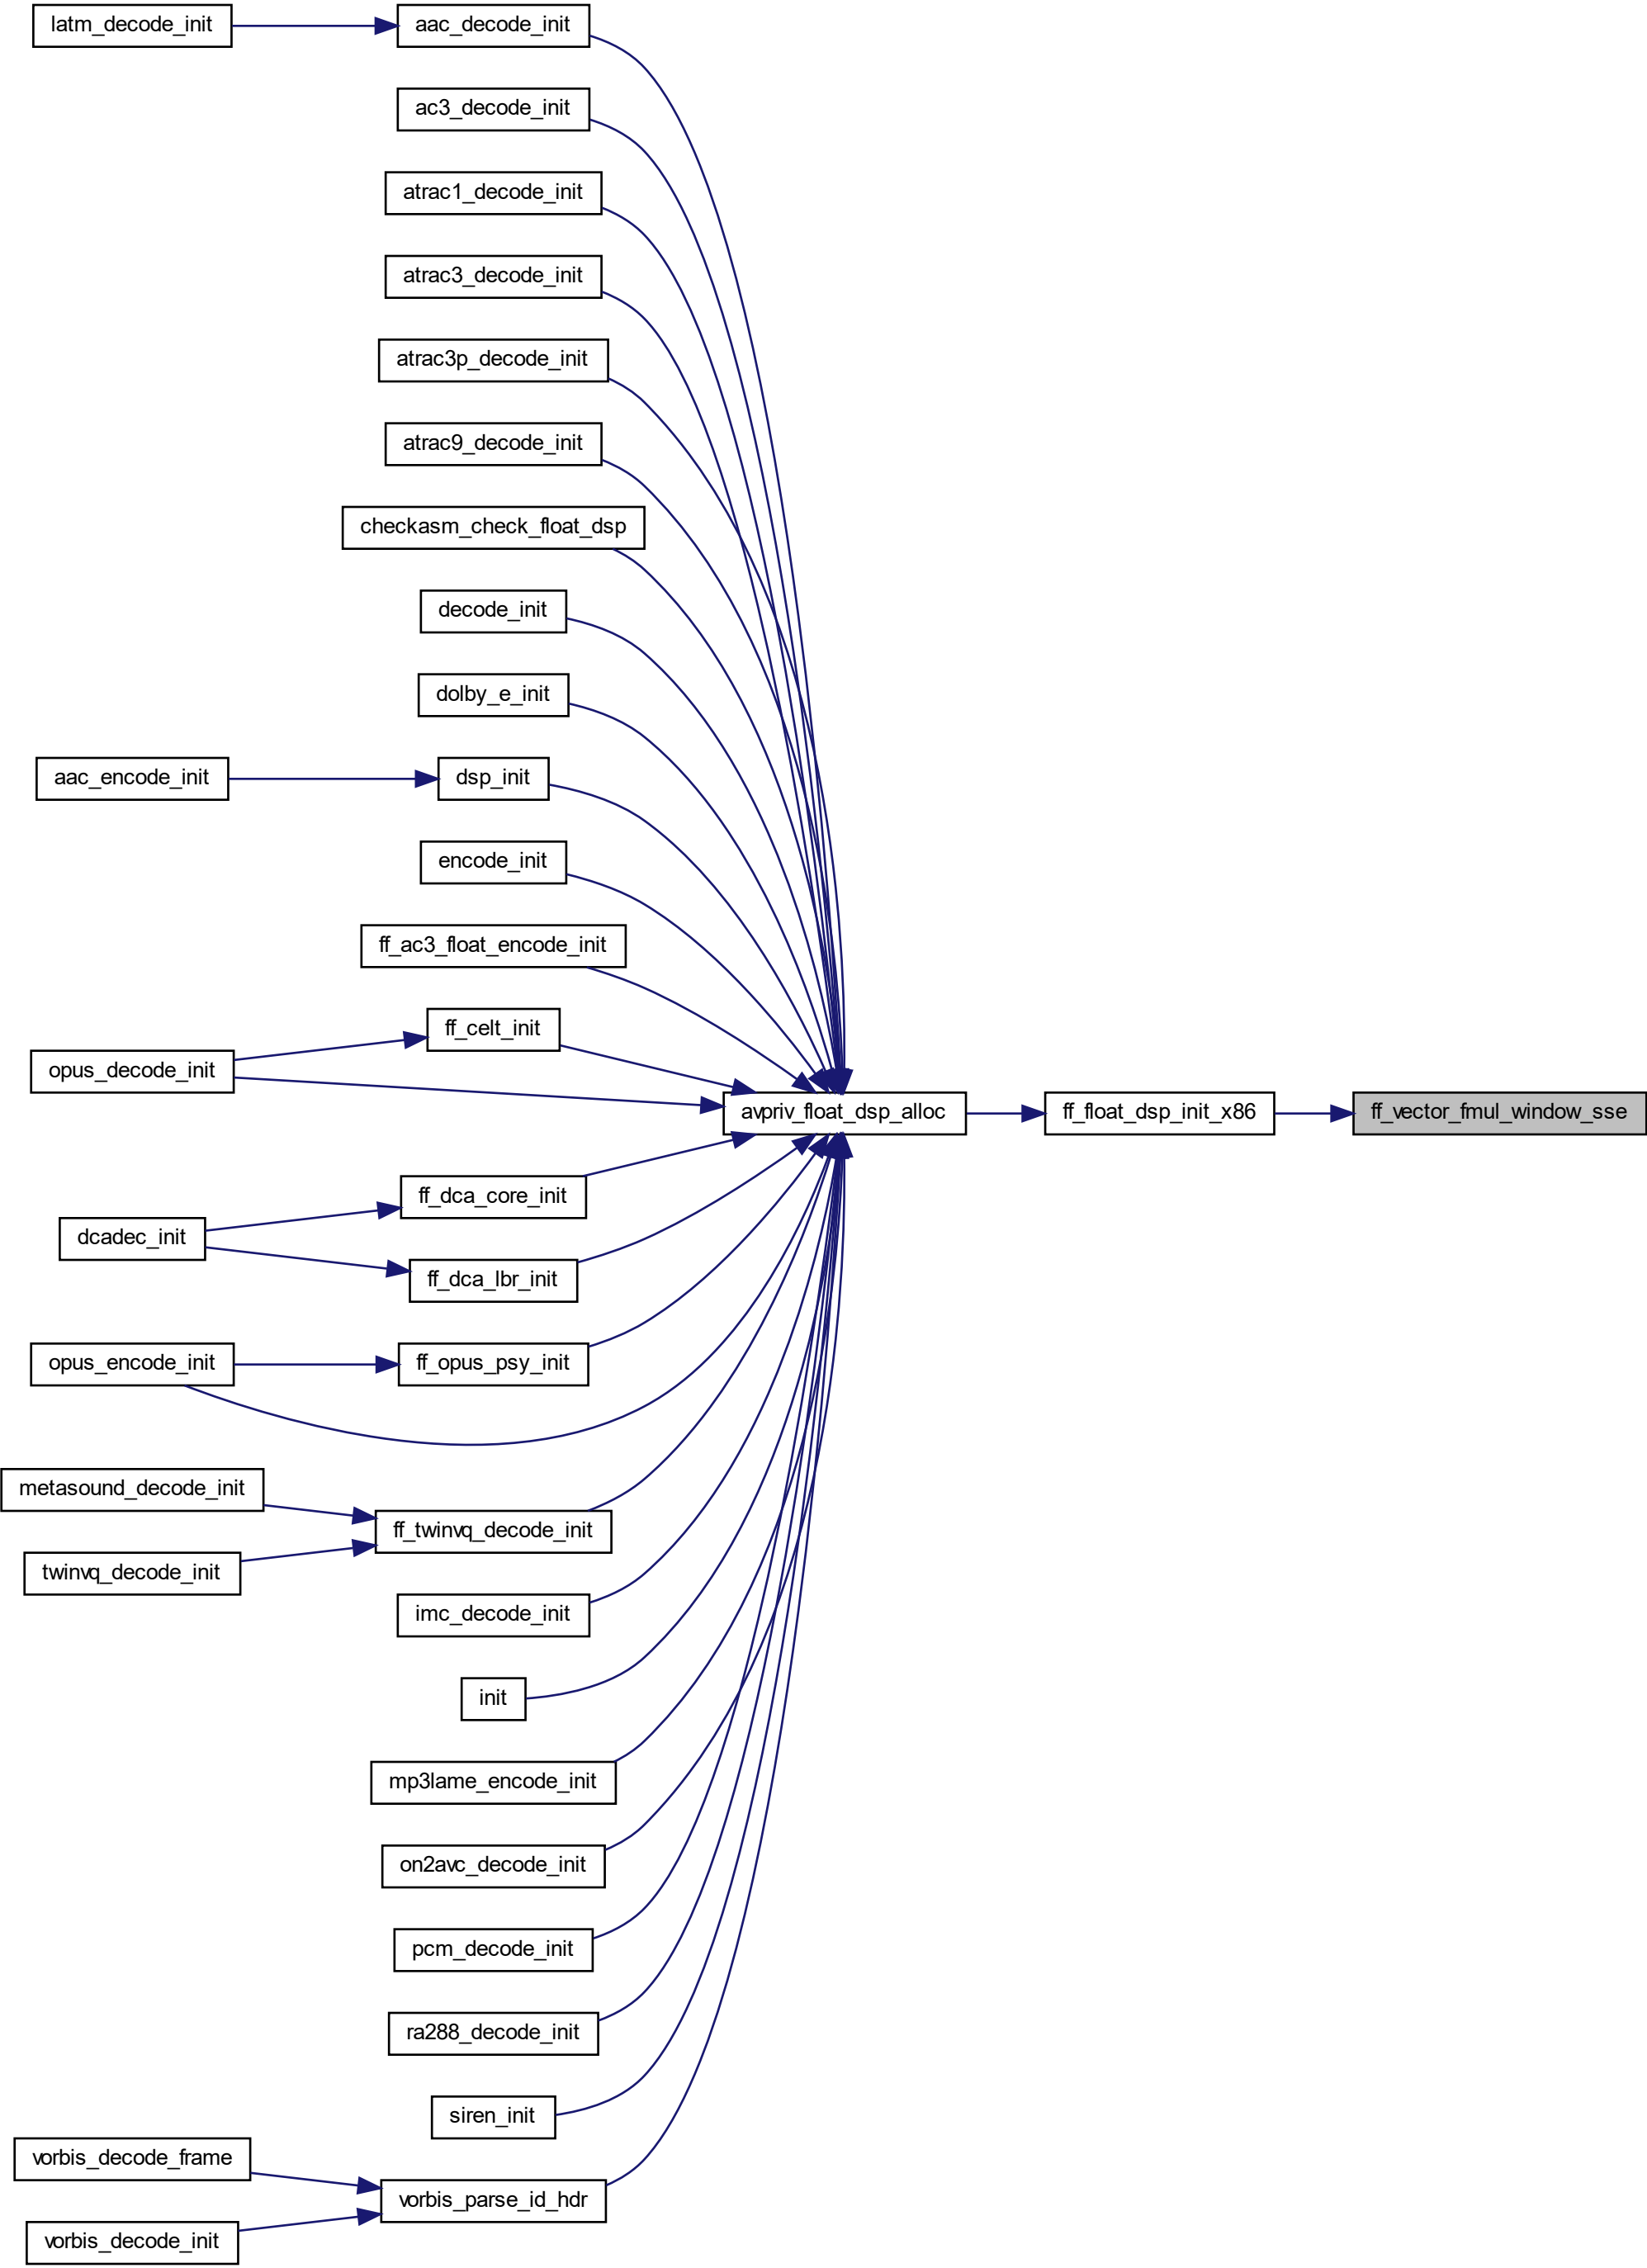 latm_decode_init
aac_decode_init
ac3_decode_init
atrac1_decode_init
atrac3_decode_init
atrac3p_decode_init
atrac9_decode_init
checkasm_check_float_dsp
decode_init
dolby_e_init
aac_encode_init
dsp_init
encode_init
ff_ac3_float_encode_init
ff_celt_init
opus_decode_init
avpriv_float_dsp_alloc
ff_float_dsp_init_x86
ff_vector_fmul_window_sse
ff_dca_core_init
dcadec_init
ff_dca_lbr_init
opus_encode_init
ff_opus_psy_init
metasound_decode_init
ff_twinvq_decode_init
twinvq_decode_init
imc_decode_init
init
mp3lame_encode_init
on2avc_decode_init
pcm_decode_init
ra288_decode_init
siren_init
vorbis_decode_frame
vorbis_parse_id_hdr
vorbis_decode_init